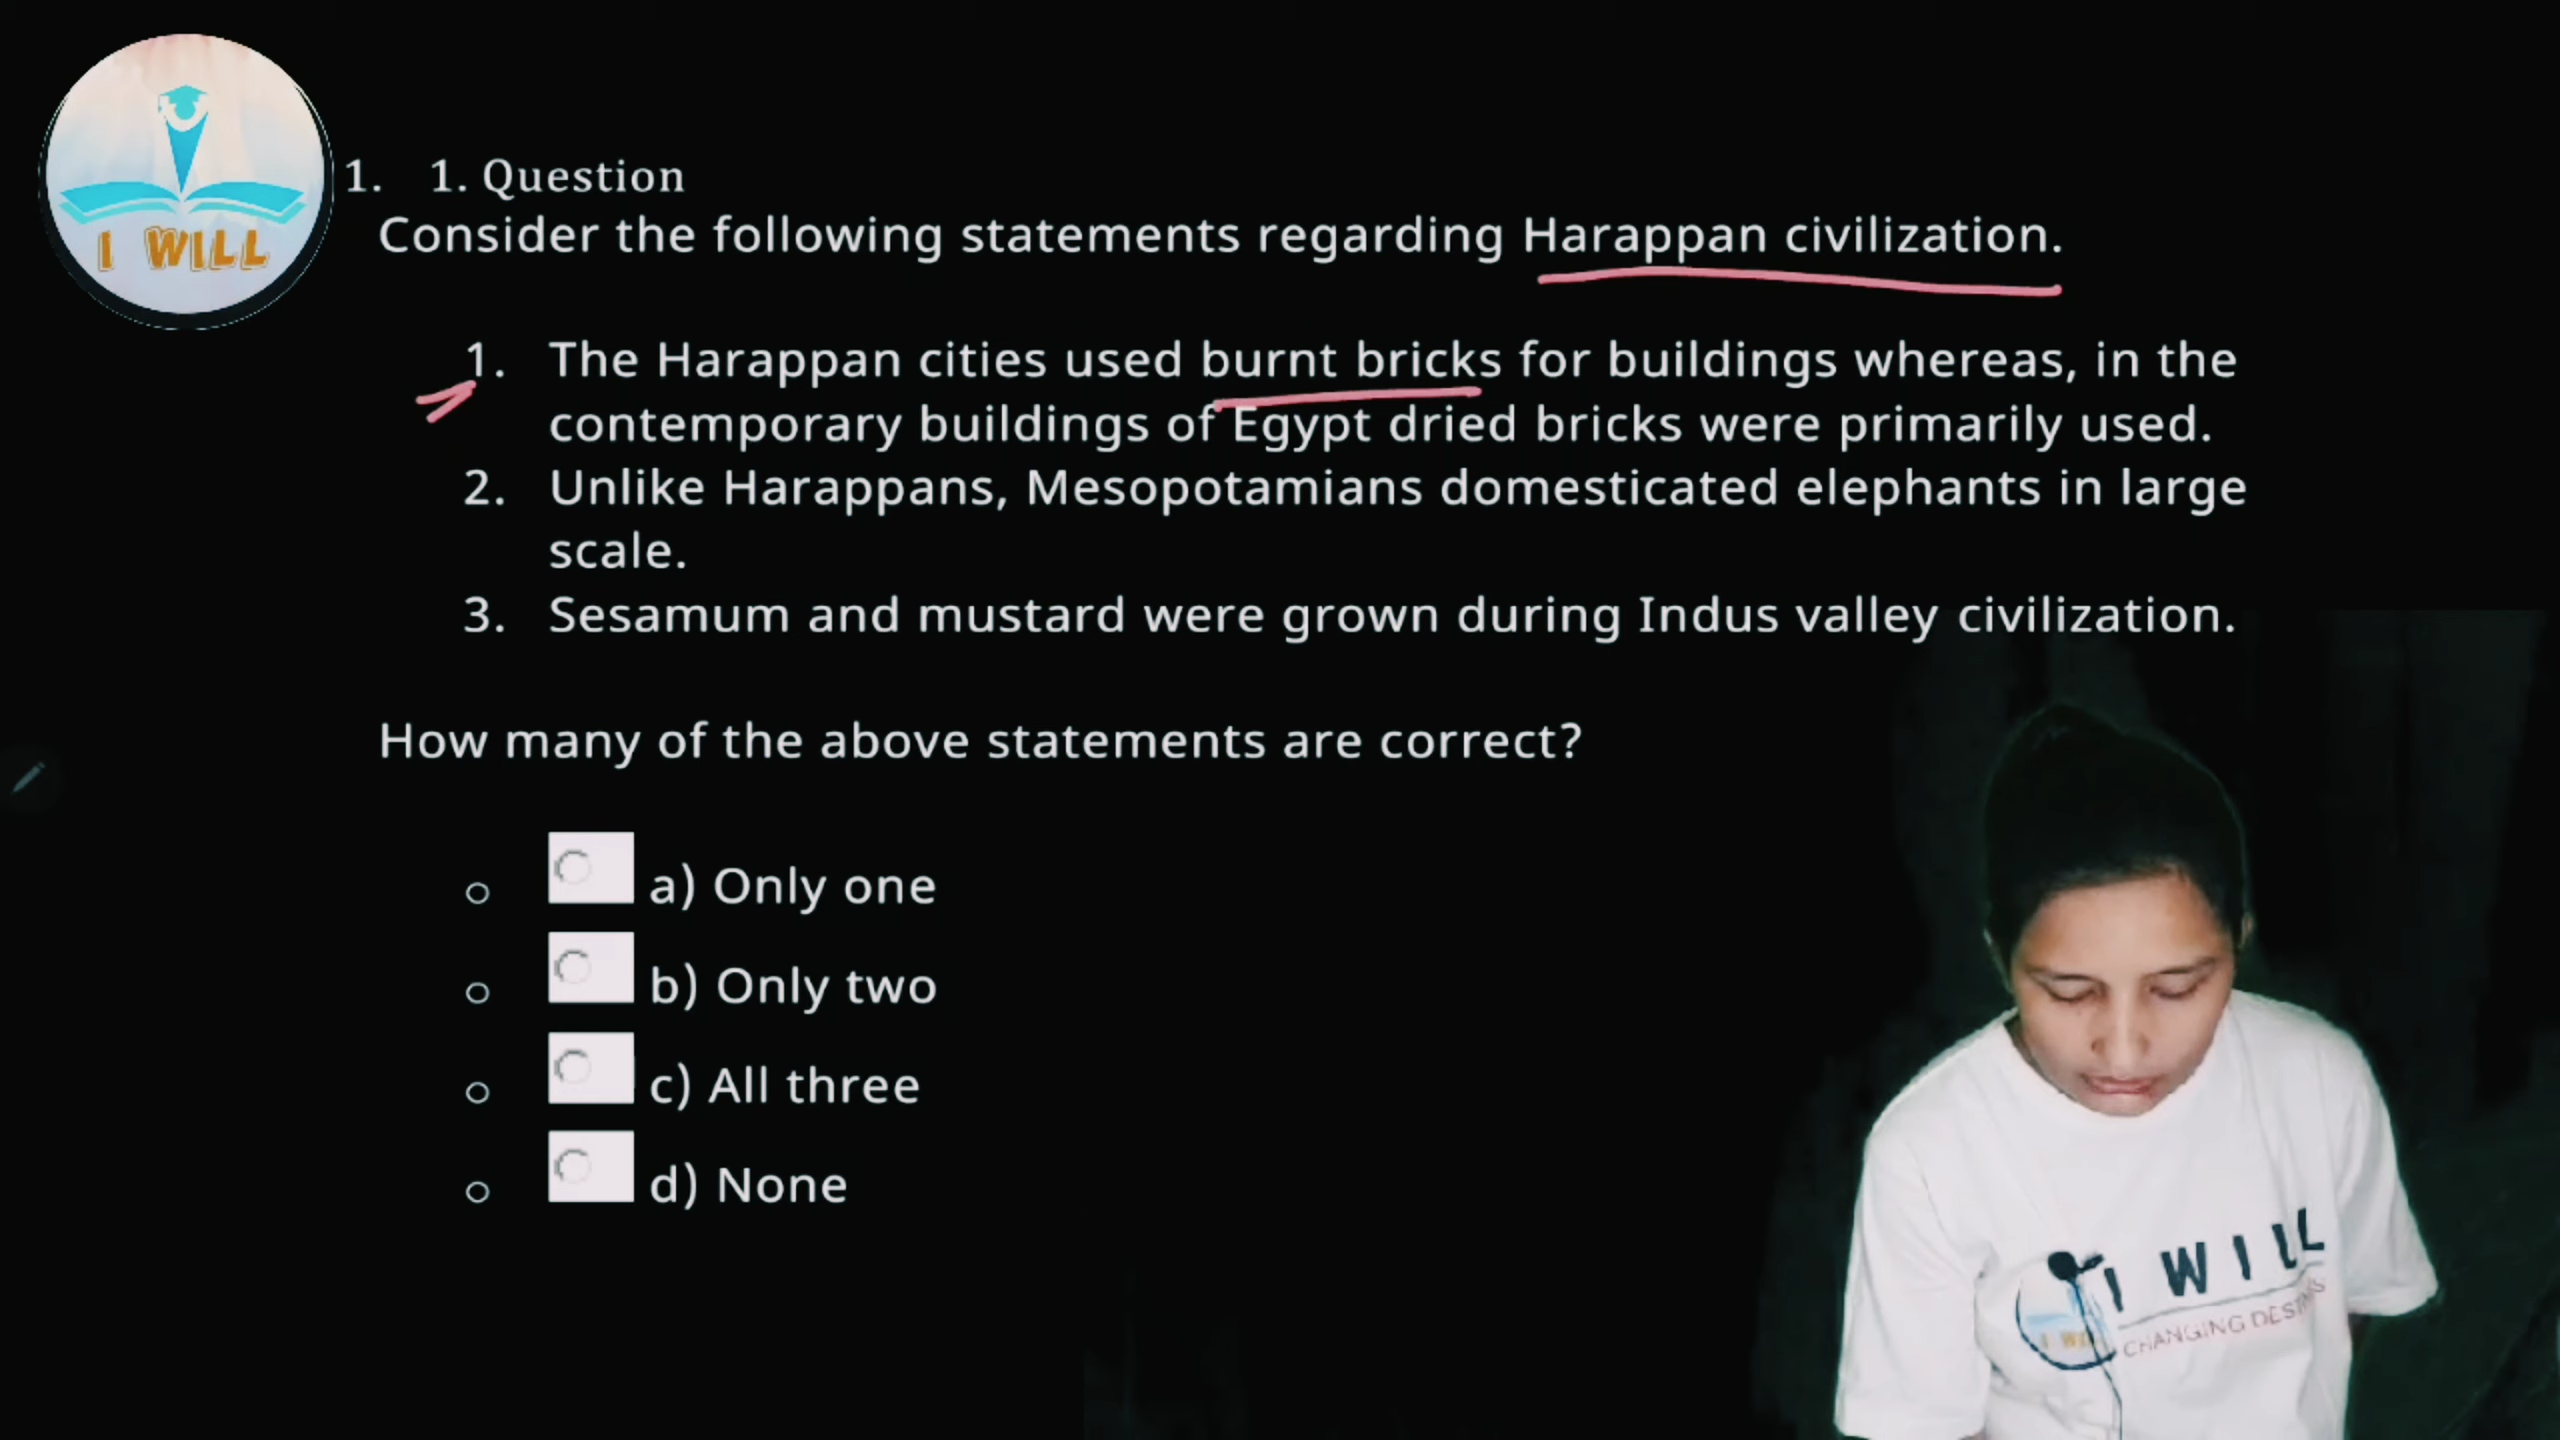 I WILL
1. 1. Question
Consider the following statements regarding Harappan civilization.
1. The Harappan cities used burnt bricks for buildings whereas, in the
contemporary buildings of Egypt dried bricks were primarily used.
2. Unlike Harappans, Mesopotamians domesticated elephants in large
scale.
3. Sesamum and mustard were grown during Indus valley civilization.
How many of the above statements are correct?
a) Only one
b) Only two
c) All three
d) None
I WILL
CHANGING